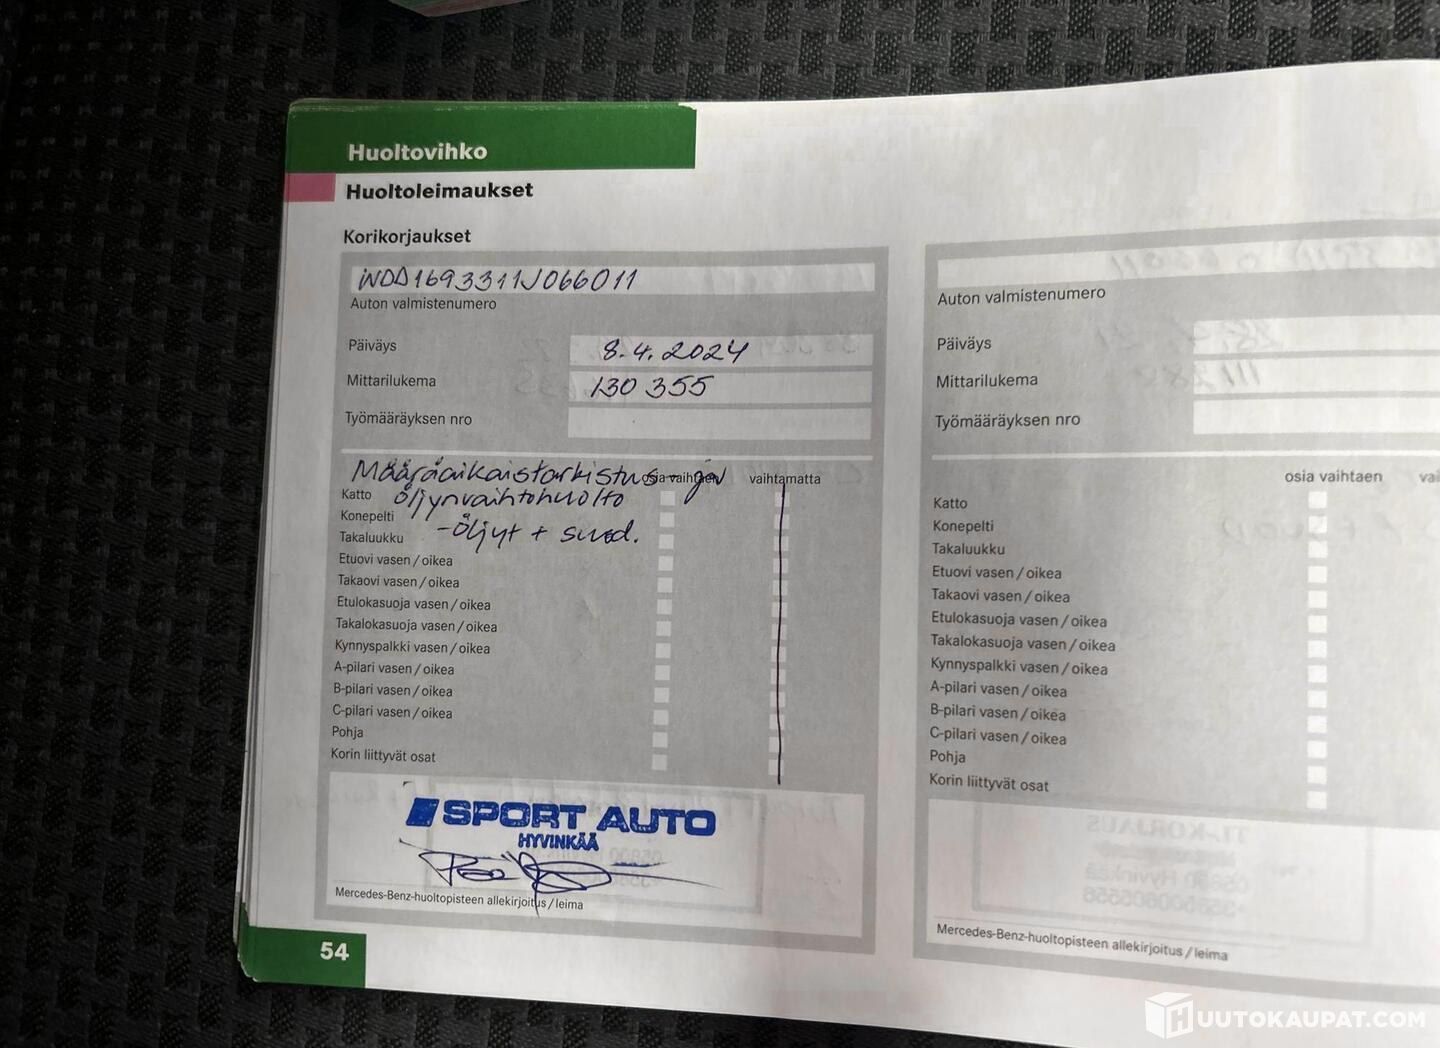 Huoltovihko
Huoltoleimaukset
Korikorjaukset
WDD1693311J066011
Auton valmistenumero
Päiväys 8.4.2024
Mittarilukema 130 355
Työmääräyksen nro
Määräaikaistarkistus- ja
osia vaihtaen vaihtamatta
öljynvaihtohuolto
Katto
Konepelti
-öljyt + suod.
Takaluukku
Etuovi vasen / oikea
Takaovi vasen / oikea
Etulokasuoja vasen / oikea
Takalokasuoja vasen / oikea
Kynnyspalkki vasen / oikea
A-pilari vasen / oikea
B-pilari vasen / oikea
C-pilari vasen / oikea
Pohja
Korin liittyvät osat
SPORT AUTO
HYVINKÄÄ
Mercedes-Benz-huoltopisteen allekirjoitus / leima
54
Auton valmistenumero
Päiväys
Mittarilukema
Työmääräyksen nro
osia vaihtaen vai
Katto
Konepelti
Takaluukku
Etuovi vasen / oikea
Takaovi vasen / oikea
Etulokasuoja vasen / oikea
Takalokasuoja vasen / oikea
Kynnyspalkki vasen / oikea
A-pilari vasen / oikea
B-pilari vasen / oikea
C-pilari vasen / oikea
Pohja
Korin liittyvät osat
Mercedes-Benz-huoltopisteen allekirjoitus / leima
HUUTOKAUPAT.COM